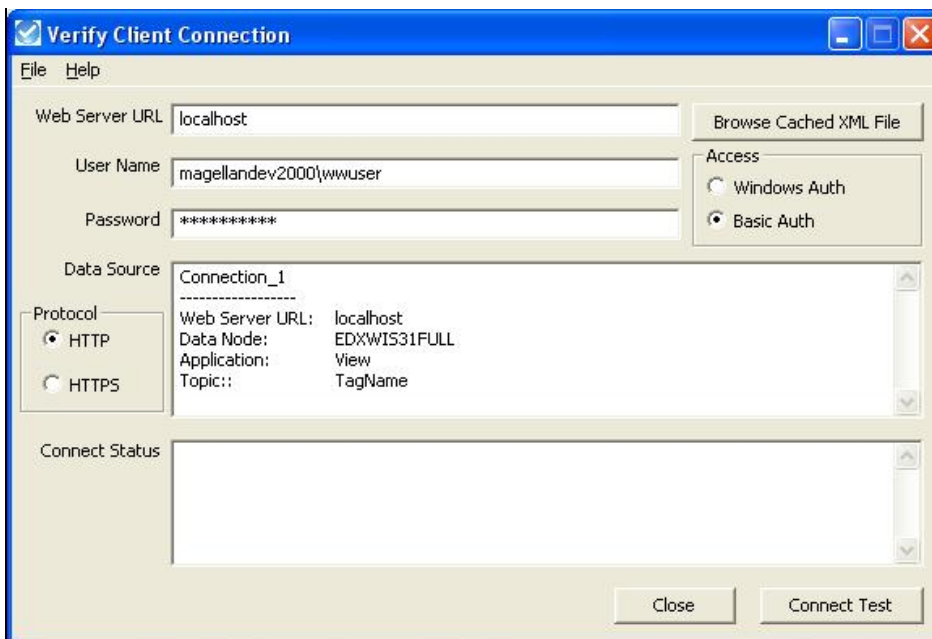 Verify Client Connection
File Help
Web Server URL localhost Browse Cached XML File
User Name magellandev2000\wwuser
Access
Windows Auth
Basic Auth
Password **********
Data Source Connection_1
------------------
Web Server URL: localhost
Data Node: EDXWIS31FULL
Application: View
Topic:: TagName
Protocol
HTTP
HTTPS
Connect Status
Close Connect Test